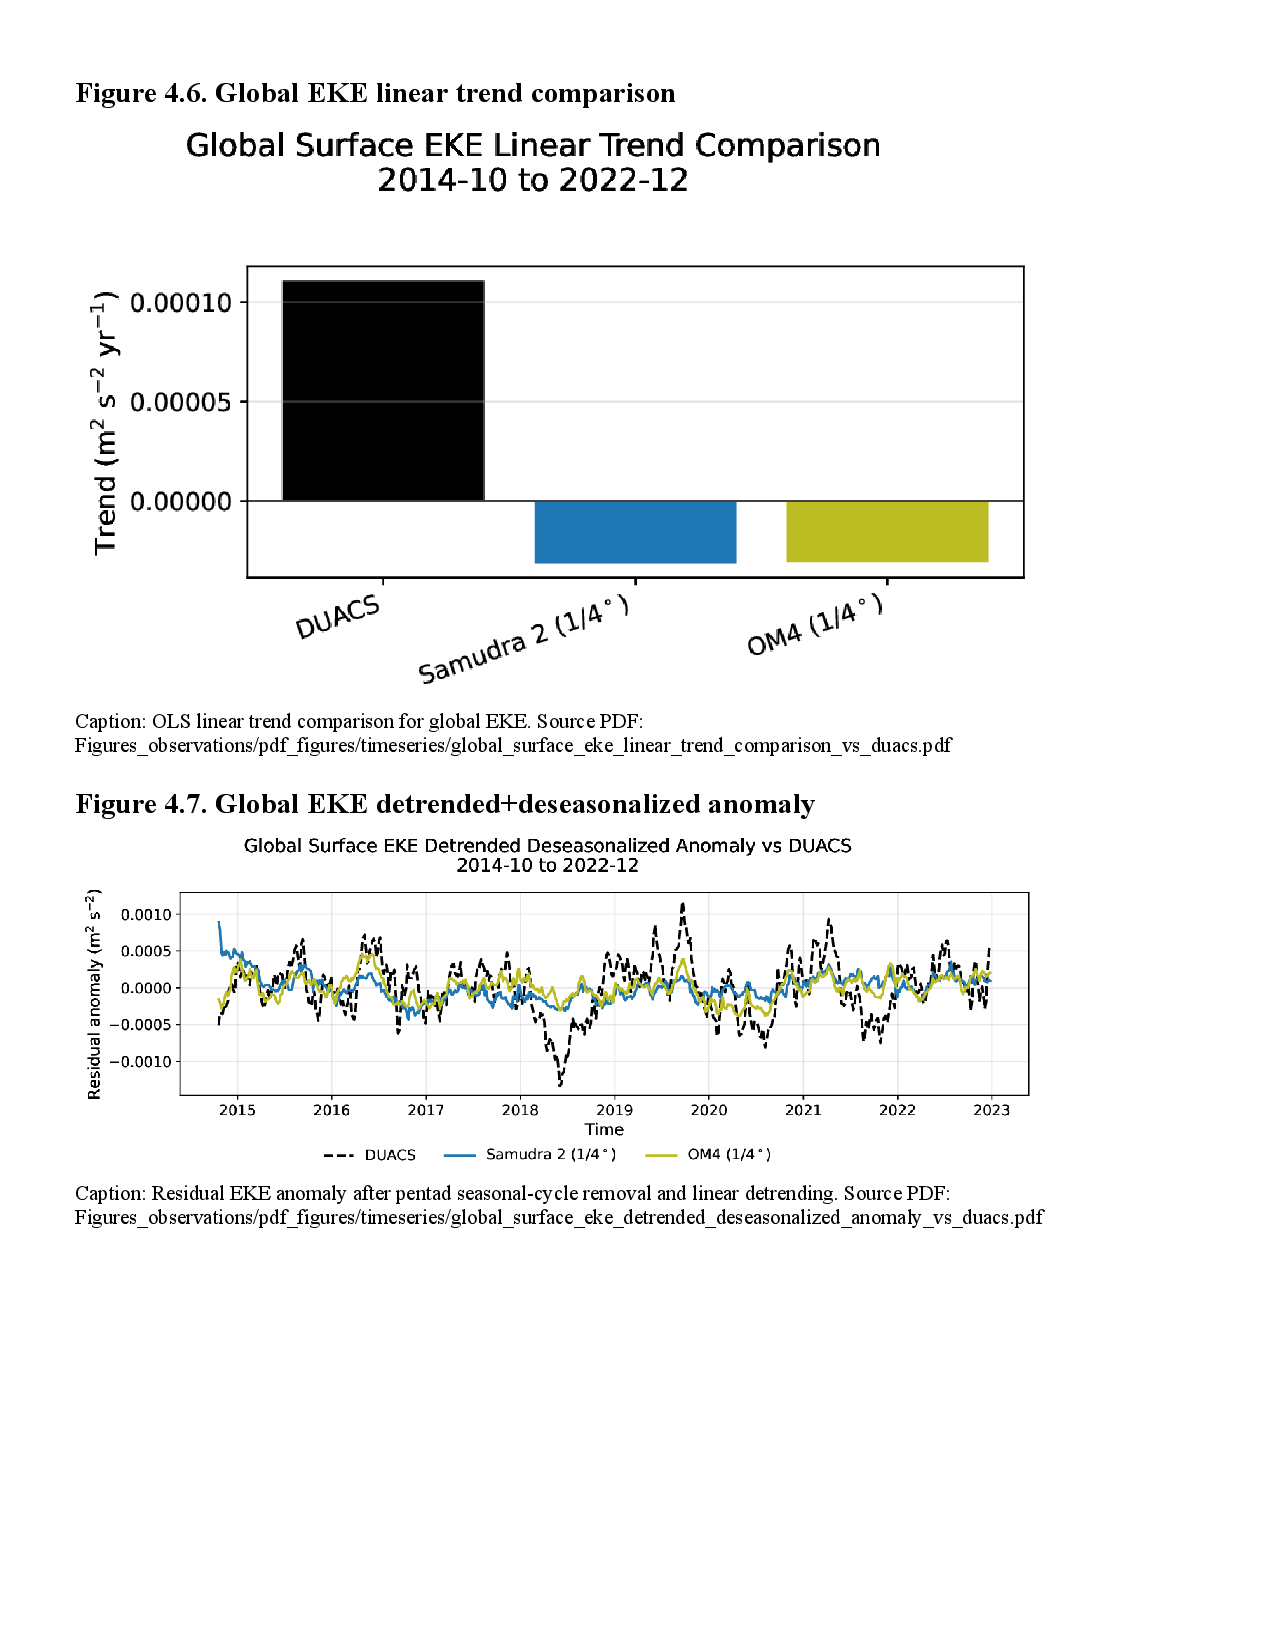 Figure 4.6. Global EKE linear trend comparison
Global Surface EKE Linear Trend Comparison
2014-10 to 2022-12
Trend (m² s⁻² yr⁻¹)
0.00010
0.00005
0.00000
DUACS
Samudra 2 (1/4°)
OM4 (1/4°)
Caption: OLS linear trend comparison for global EKE. Source PDF:
Figures_observations/pdf_figures/timeseries/global_surface_eke_linear_trend_comparison_vs_duacs.pdf
Figure 4.7. Global EKE detrended+deseasonalized anomaly
Global Surface EKE Detrended Deseasonalized Anomaly vs DUACS
2014-10 to 2022-12
Residual anomaly (m² s⁻²)
0.0010
0.0005
0.0000
−0.0005
−0.0010
2015 2016 2017 2018 2019 2020 2021 2022 2023
Time
DUACS Samudra 2 (1/4°) OM4 (1/4°)
Caption: Residual EKE anomaly after pentad seasonal-cycle removal and linear detrending. Source PDF:
Figures_observations/pdf_figures/timeseries/global_surface_eke_detrended_deseasonalized_anomaly_vs_duacs.pdf